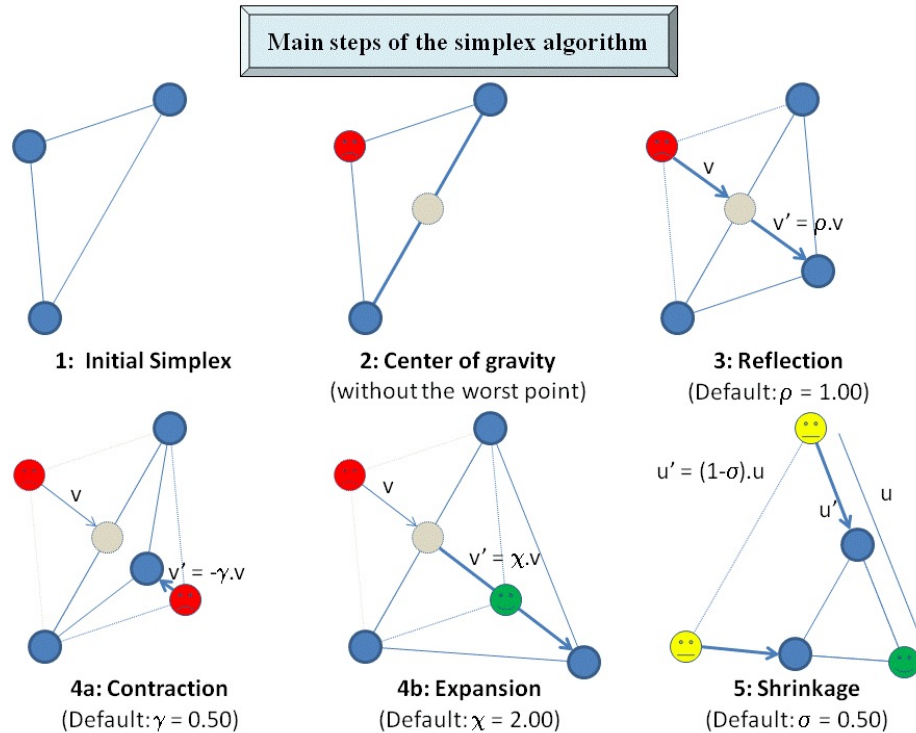 Main steps of the simplex algorithm
v
v' = ρ.v
1: Initial Simplex
2: Center of gravity
(without the worst point)
3: Reflection
(Default: ρ = 1.00)
v
v' = -γ.v
v
v' = χ.v
u' = (1-σ).u
u'
u
4a: Contraction
(Default: γ = 0.50)
4b: Expansion
(Default: χ = 2.00)
5: Shrinkage
(Default: σ = 0.50)